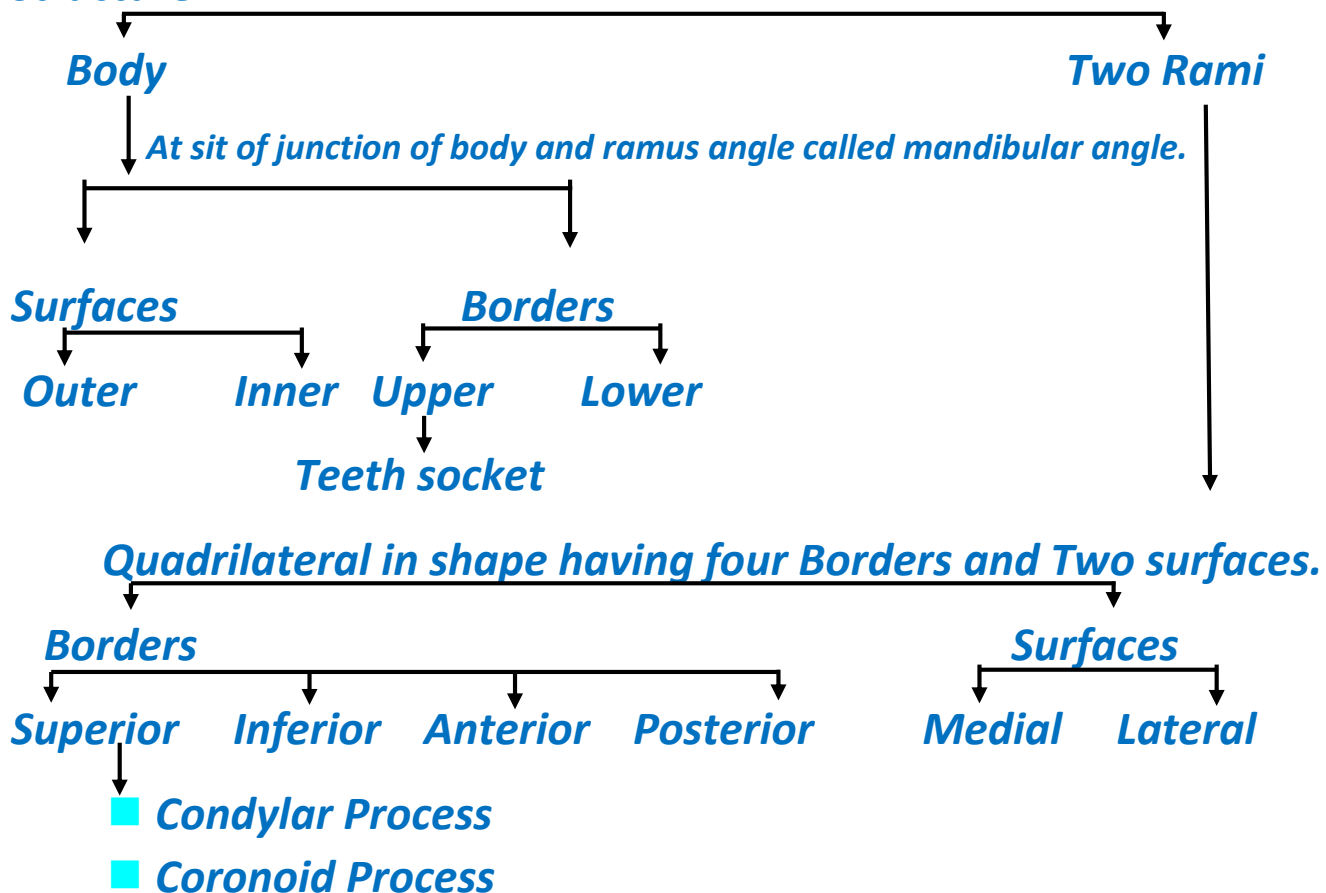 Body Two Rami
At sit of junction of body and ramus angle called mandibular angle.
Surfaces Borders
Outer Inner Upper Lower
Teeth socket
Quadrilateral in shape having four Borders and Two surfaces.
Borders Surfaces
Superior Inferior Anterior Posterior Medial Lateral
Condylar Process
Coronoid Process